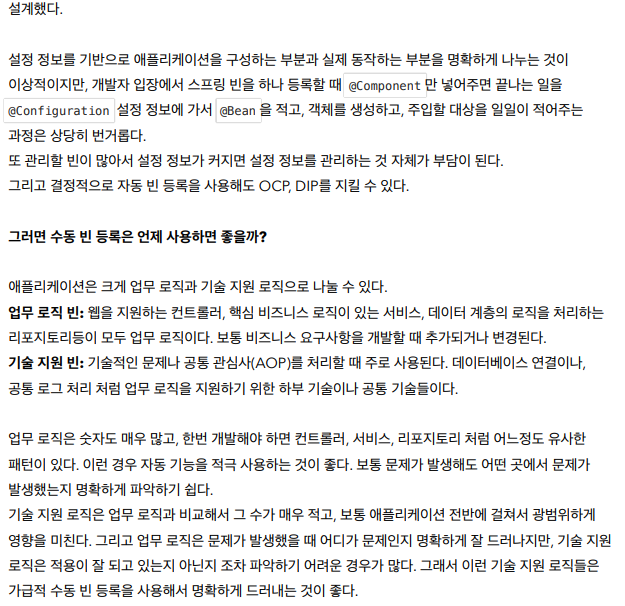 설계했다.
설정 정보를 기반으로 애플리케이션을 구성하는 부분과 실제 동작하는 부분을 명확하게 나누는 것이
이상적이지만, 개발자 입장에서 스프링 빈을 하나 등록할 때 @Component 만 넣어주면 끝나는 일을
@Configuration 설정 정보에 가서 @Bean 을 적고, 객체를 생성하고, 주입할 대상을 일일이 적어주는
과정은 상당히 번거롭다.
또 관리할 빈이 많아서 설정 정보가 커지면 설정 정보를 관리하는 것 자체가 부담이 된다.
그리고 결정적으로 자동 빈 등록을 사용해도 OCP, DIP를 지킬 수 있다.
그러면 수동 빈 등록은 언제 사용하면 좋을까?
애플리케이션은 크게 업무 로직과 기술 지원 로직으로 나눌 수 있다.
업무 로직 빈: 웹을 지원하는 컨트롤러, 핵심 비즈니스 로직이 있는 서비스, 데이터 계층의 로직을 처리하는
리포지토리등이 모두 업무 로직이다. 보통 비즈니스 요구사항을 개발할 때 추가되거나 변경된다.
기술 지원 빈: 기술적인 문제나 공통 관심사(AOP)를 처리할 때 주로 사용된다. 데이터베이스 연결이나,
공통 로그 처리 처럼 업무 로직을 지원하기 위한 하부 기술이나 공통 기술들이다.
업무 로직은 숫자도 매우 많고, 한번 개발해야 하면 컨트롤러, 서비스, 리포지토리 처럼 어느정도 유사한
패턴이 있다. 이런 경우 자동 기능을 적극 사용하는 것이 좋다. 보통 문제가 발생해도 어떤 곳에서 문제가
발생했는지 명확하게 파악하기 쉽다.
기술 지원 로직은 업무 로직과 비교해서 그 수가 매우 적고, 보통 애플리케이션 전반에 걸쳐서 광범위하게
영향을 미친다. 그리고 업무 로직은 문제가 발생했을 때 어디가 문제인지 명확하게 잘 드러나지만, 기술 지원
로직은 적용이 잘 되고 있는지 아닌지 조차 파악하기 어려운 경우가 많다. 그래서 이런 기술 지원 로직들은
가급적 수동 빈 등록을 사용해서 명확하게 드러내는 것이 좋다.